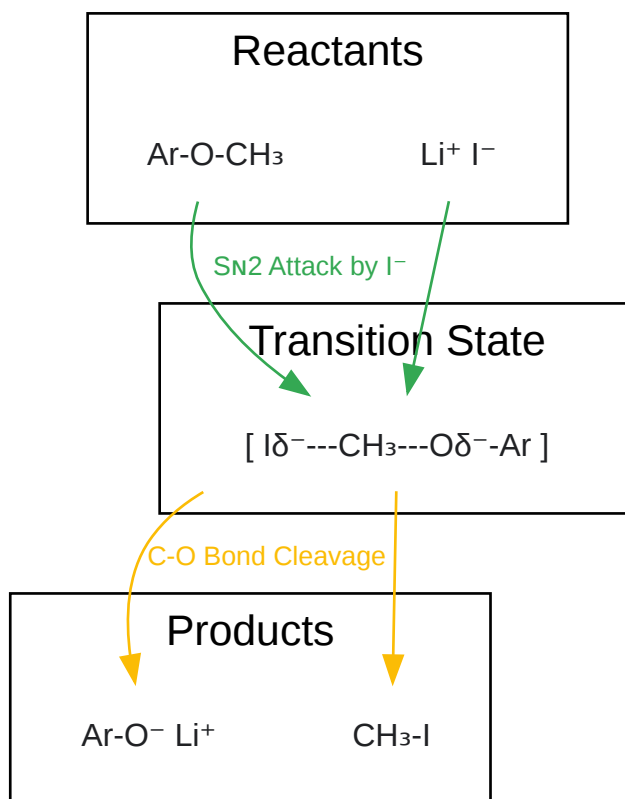 Reactants
Ar-O-CH₃ Li⁺ I⁻
Sɴ2 Attack by I⁻
Transition State
[ Iδ⁻---CH₃---Oδ⁻-Ar ]
C-O Bond Cleavage
Products
Ar-O⁻ Li⁺ CH₃-I